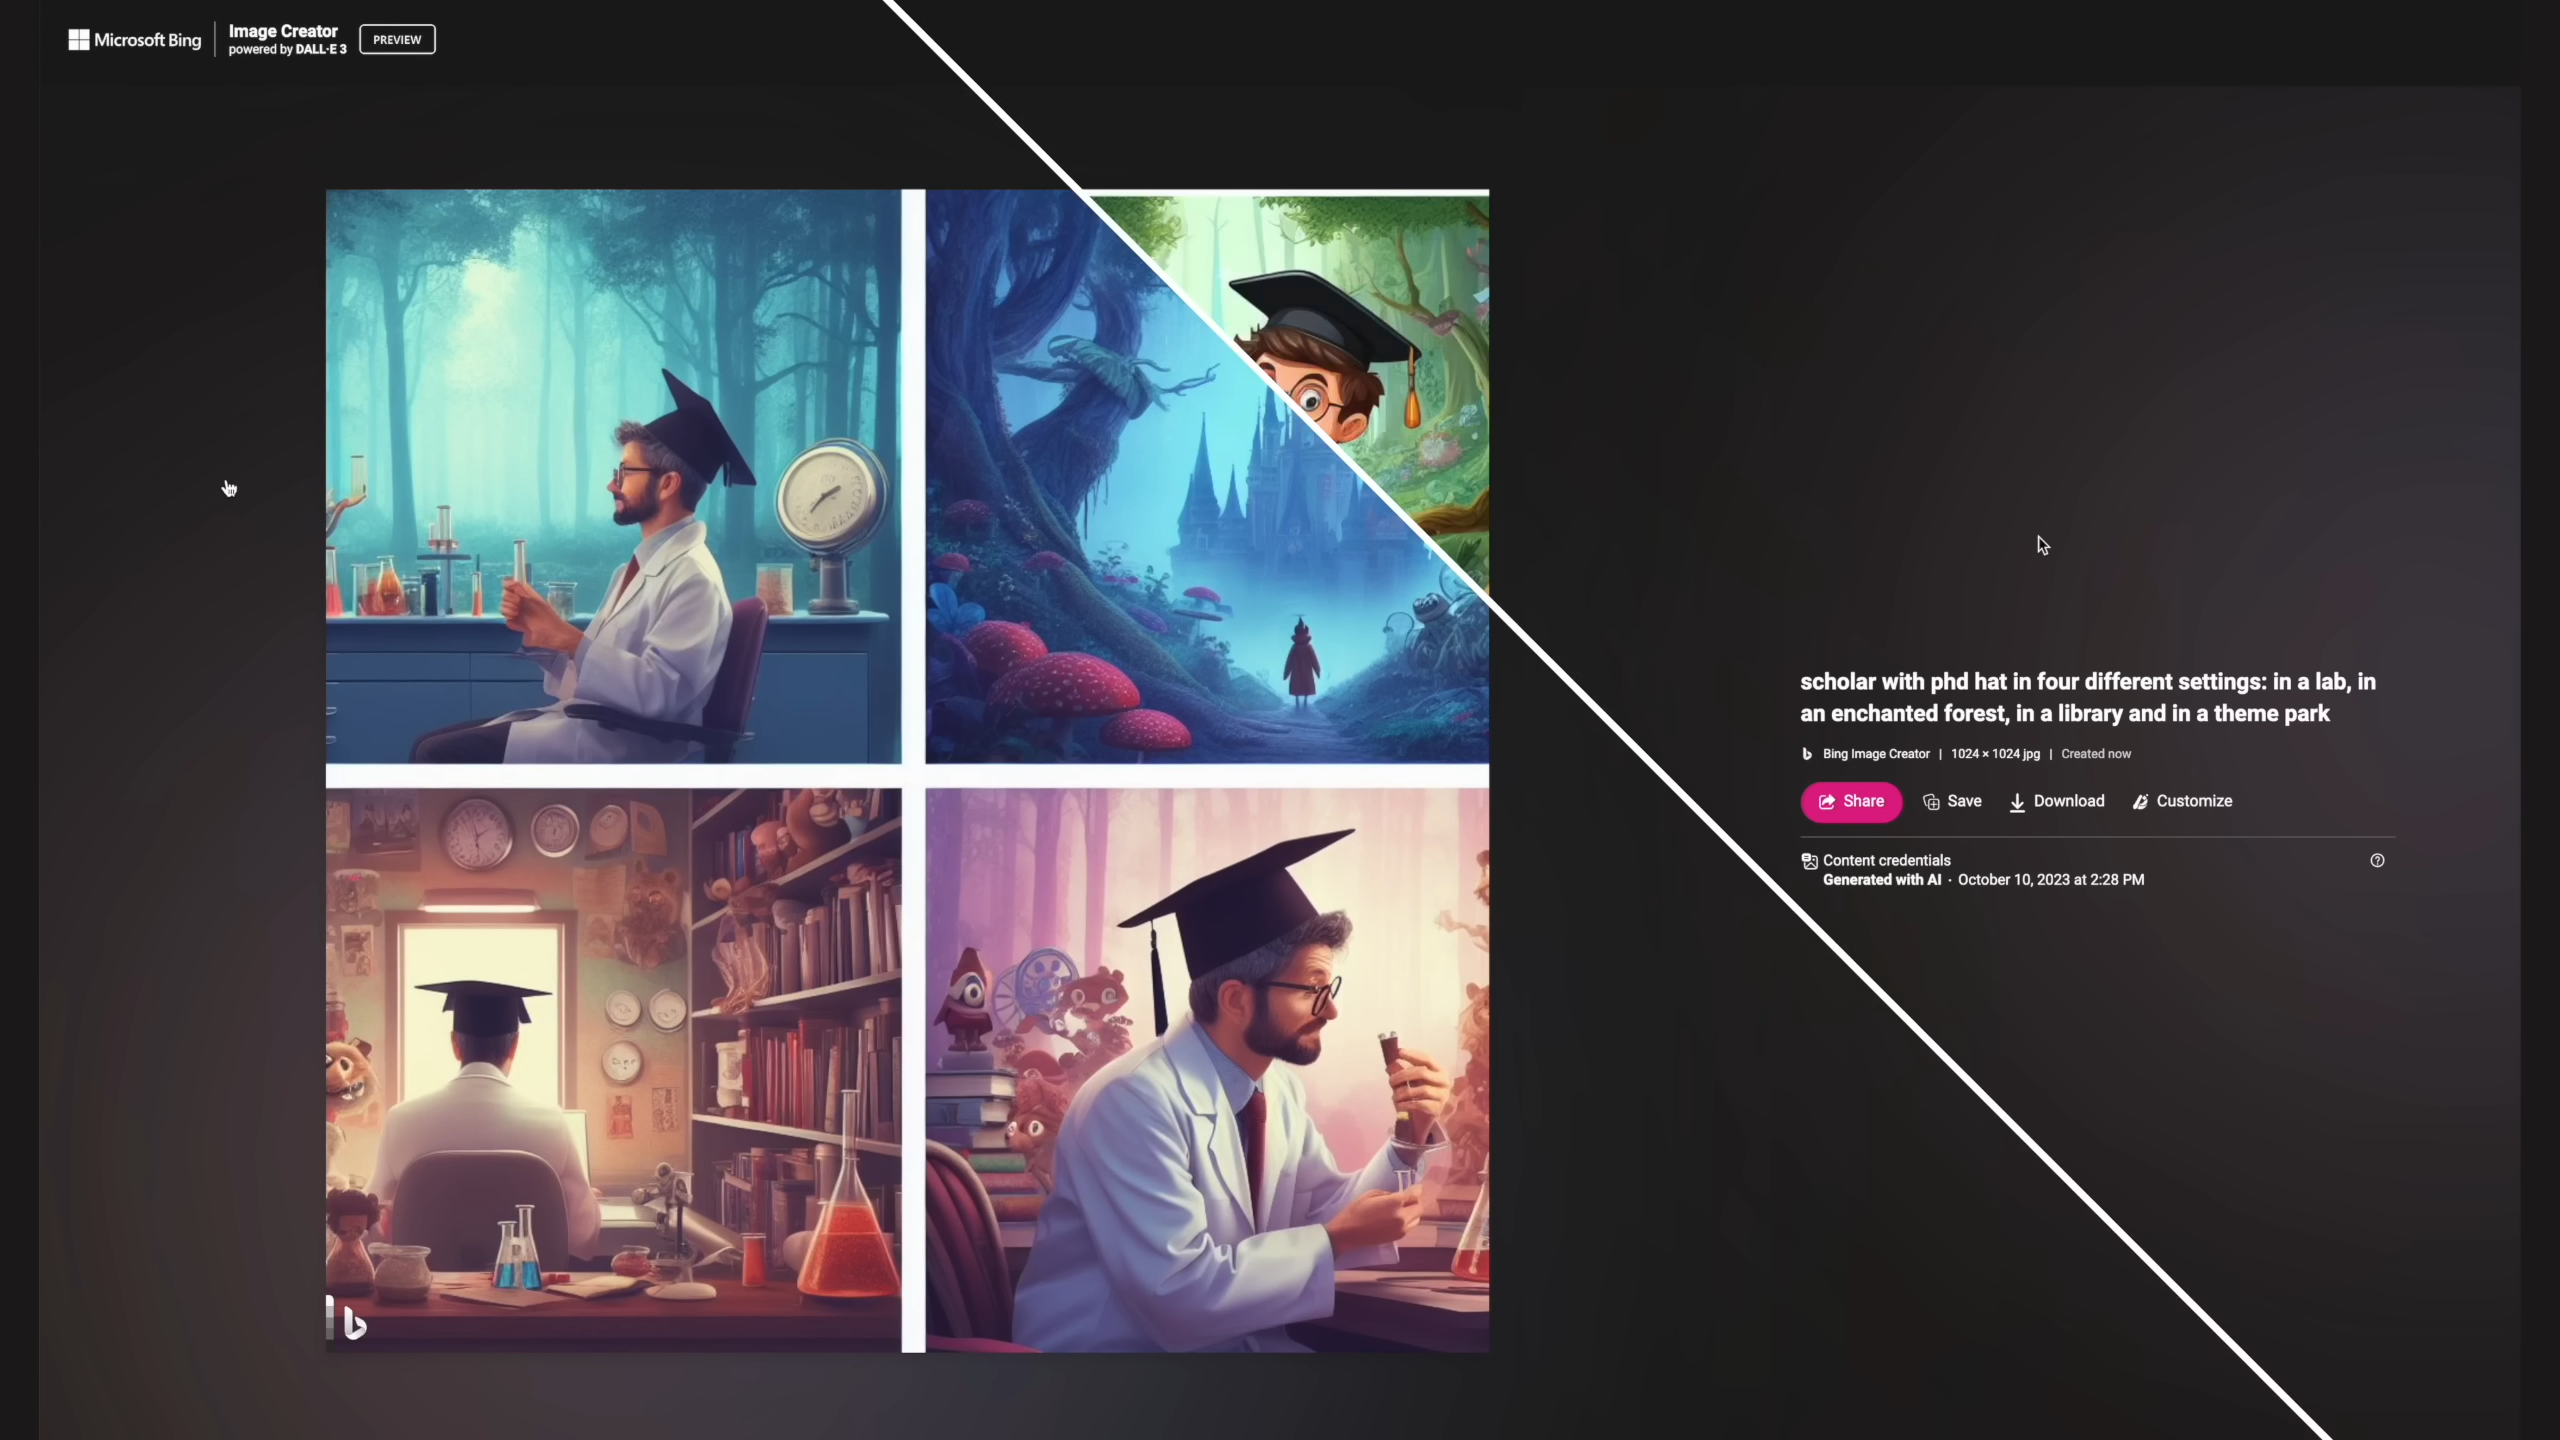 Microsoft Bing
Image Creator
powered by DALL·E 3
PREVIEW
scholar with phd hat in four different settings: in a lab, in
an enchanted forest, in a library and in a theme park
Bing Image Creator | 1024 × 1024 jpg | Created now
Share Save Download Customize
Content credentials
Generated with AI · October 10, 2023 at 2:28 PM